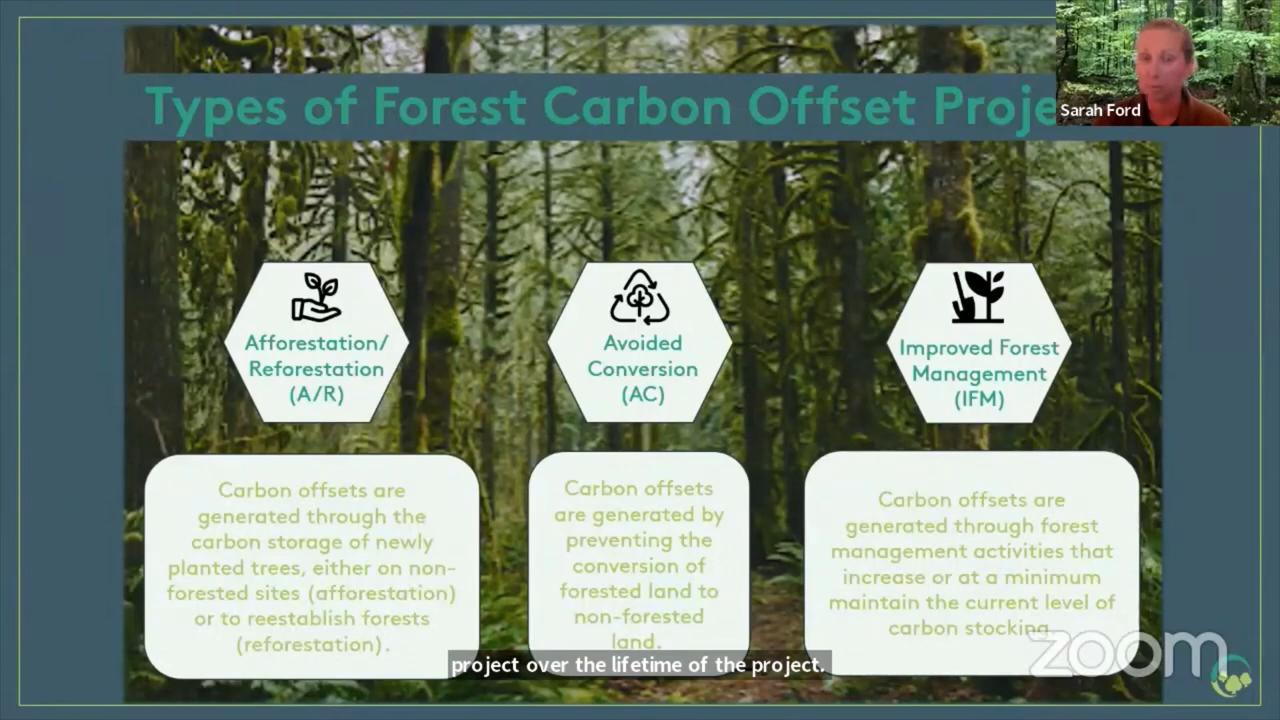 Types of Forest Carbon Offset Proje
Sarah Ford
Afforestation/
Reforestation
(A/R)
Carbon offsets are
generated through the
carbon storage of newly
planted trees, either on non-
forested sites (afforestation)
or to reestablish forests
(reforestation).
Avoided
Conversion
(AC)
Carbon offsets
are generated by
preventing the
conversion of
forested land to
non-forested
land.
Improved Forest
Management
(IFM)
Carbon offsets are
generated through forest
management activities that
increase or at a minimum
maintain the current level of
carbon stocking
project over the lifetime of the project.
zoom